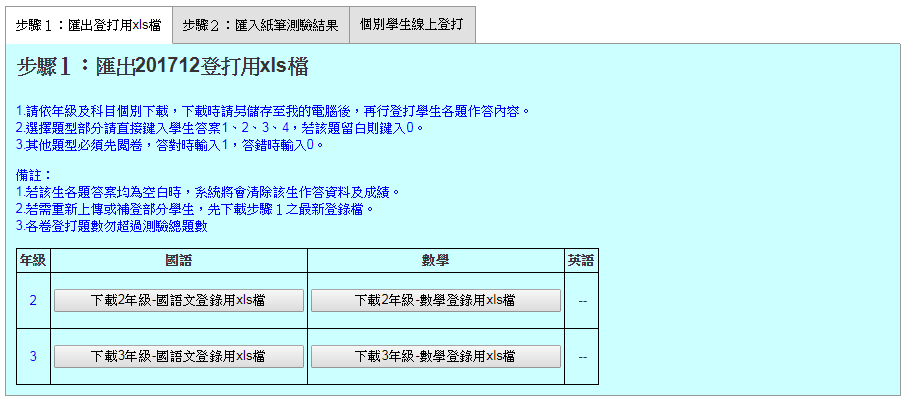 步驟１：匯出登打用xls檔
步驟２：匯入紙筆測驗結果
個別學生線上登打
步驟１：匯出201712登打用xls檔
1.請依年級及科目個別下載，下載時請另儲存至我的電腦後，再行登打學生各題作答內容。
2.選擇題型部分請直接鍵入學生答案1、2、3、4，若該題留白則鍵入0。
3.其他題型必須先閱卷，答對時輸入1，答錯時輸入0。
備註：
1.若該生各題答案均為空白時，系統將會清除該生作答資料及成績。
2.若需重新上傳或補登部分學生，先下載步驟１之最新登錄檔。
3.各卷登打題數勿超過測驗總題數
年級 國語 數學 英語
2 下載2年級-國語文登錄用xls檔 下載2年級-數學登錄用xls檔 --
3 下載3年級-國語文登錄用xls檔 下載3年級-數學登錄用xls檔 --